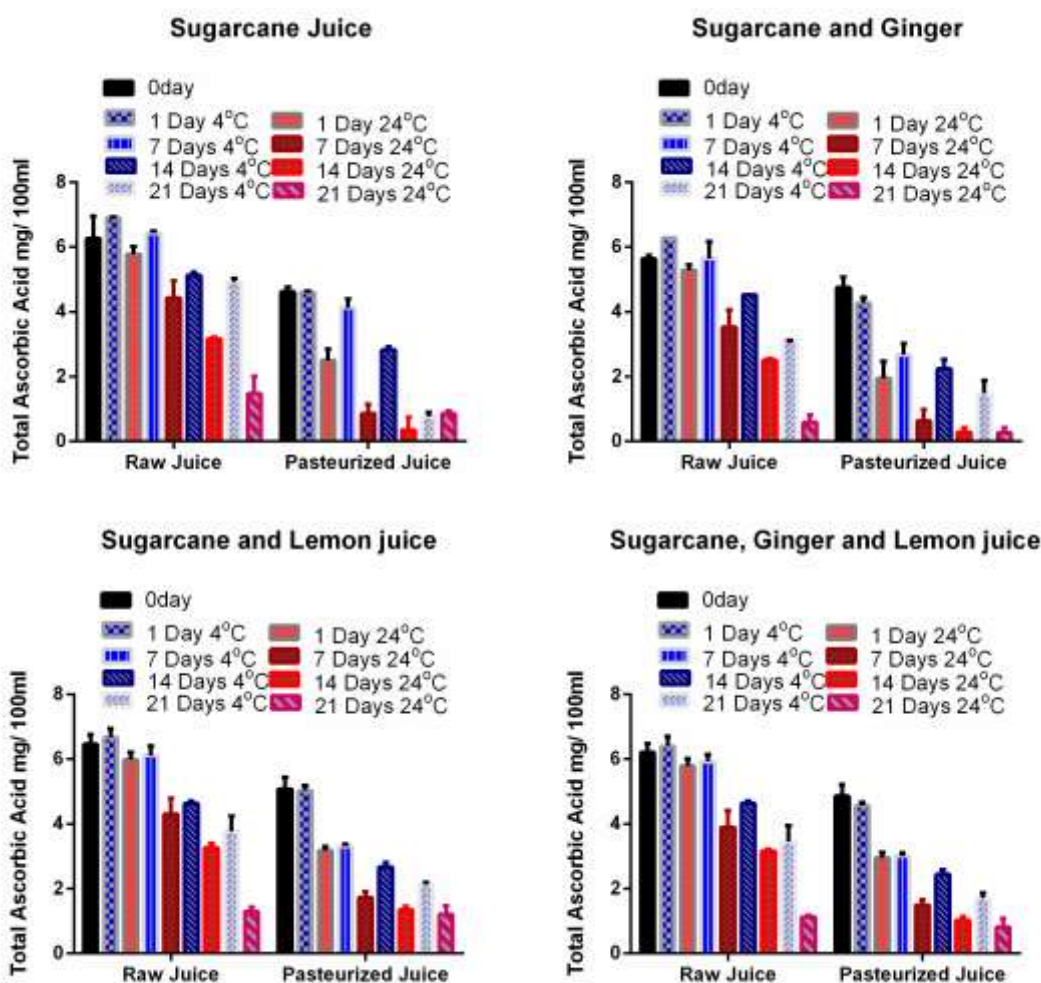 Sugarcane Juice
0day
1 Day 4°C
1 Day 24°C
7 Days 4°C
7 Days 24°C
14 Days 4°C
14 Days 24°C
21 Days 4°C
21 Days 24°C
Total Ascorbic Acid mg/ 100ml
8
6
4
2
0
Raw Juice
Pasteurized Juice
Sugarcane and Ginger
0day
1 Day 4°C
1 Day 24°C
7 Days 4°C
7 Days 24°C
14 Days 4°C
14 Days 24°C
21 Days 4°C
21 Days 24°C
Total Ascorbic Acid mg/ 100ml
8
6
4
2
0
Raw Juice
Pasteurized Juice
Sugarcane and Lemon juice
0day
1 Day 4°C
1 Day 24°C
7 Days 4°C
7 Days 24°C
14 Days 4°C
14 Days 24°C
21 Days 4°C
21 Days 24°C
Total Ascorbic Acid mg/ 100ml
8
6
4
2
0
Raw Juice
Pasteurized Juice
Sugarcane, Ginger and Lemon juice
0day
1 Day 4°C
1 Day 24°C
7 Days 4°C
7 Days 24°C
14 Days 4°C
14 Days 24°C
21 Days 4°C
21 Days 24°C
Total Ascorbic Acid mg/ 100ml
8
6
4
2
0
Raw Juice
Pasteurized Juice